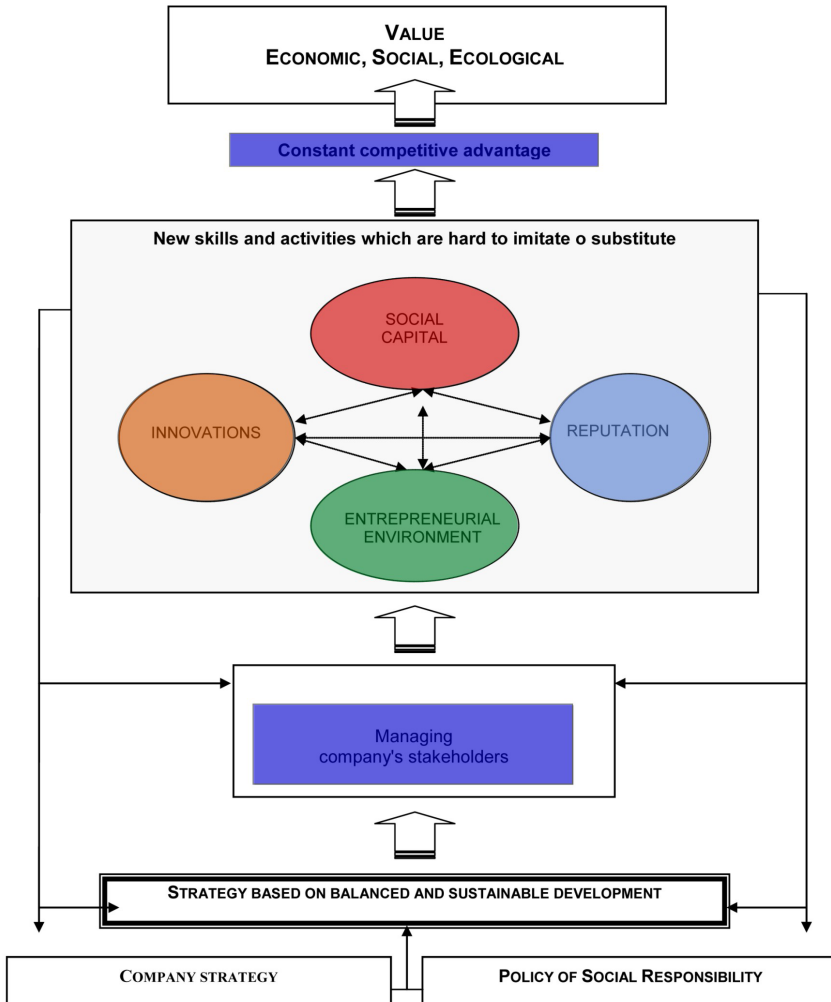 VALUE
ECONOMIC, SOCIAL, ECOLOGICAL
Constant competitive advantage
New skills and activities which are hard to imitate o substitute
SOCIAL
CAPITAL
INNOVATIONS
REPUTATION
ENTREPRENEURIAL
ENVIRONMENT
Managing
company's stakeholders
STRATEGY BASED ON BALANCED AND SUSTAINABLE DEVELOPMENT
COMPANY STRATEGY
POLICY OF SOCIAL RESPONSIBILITY